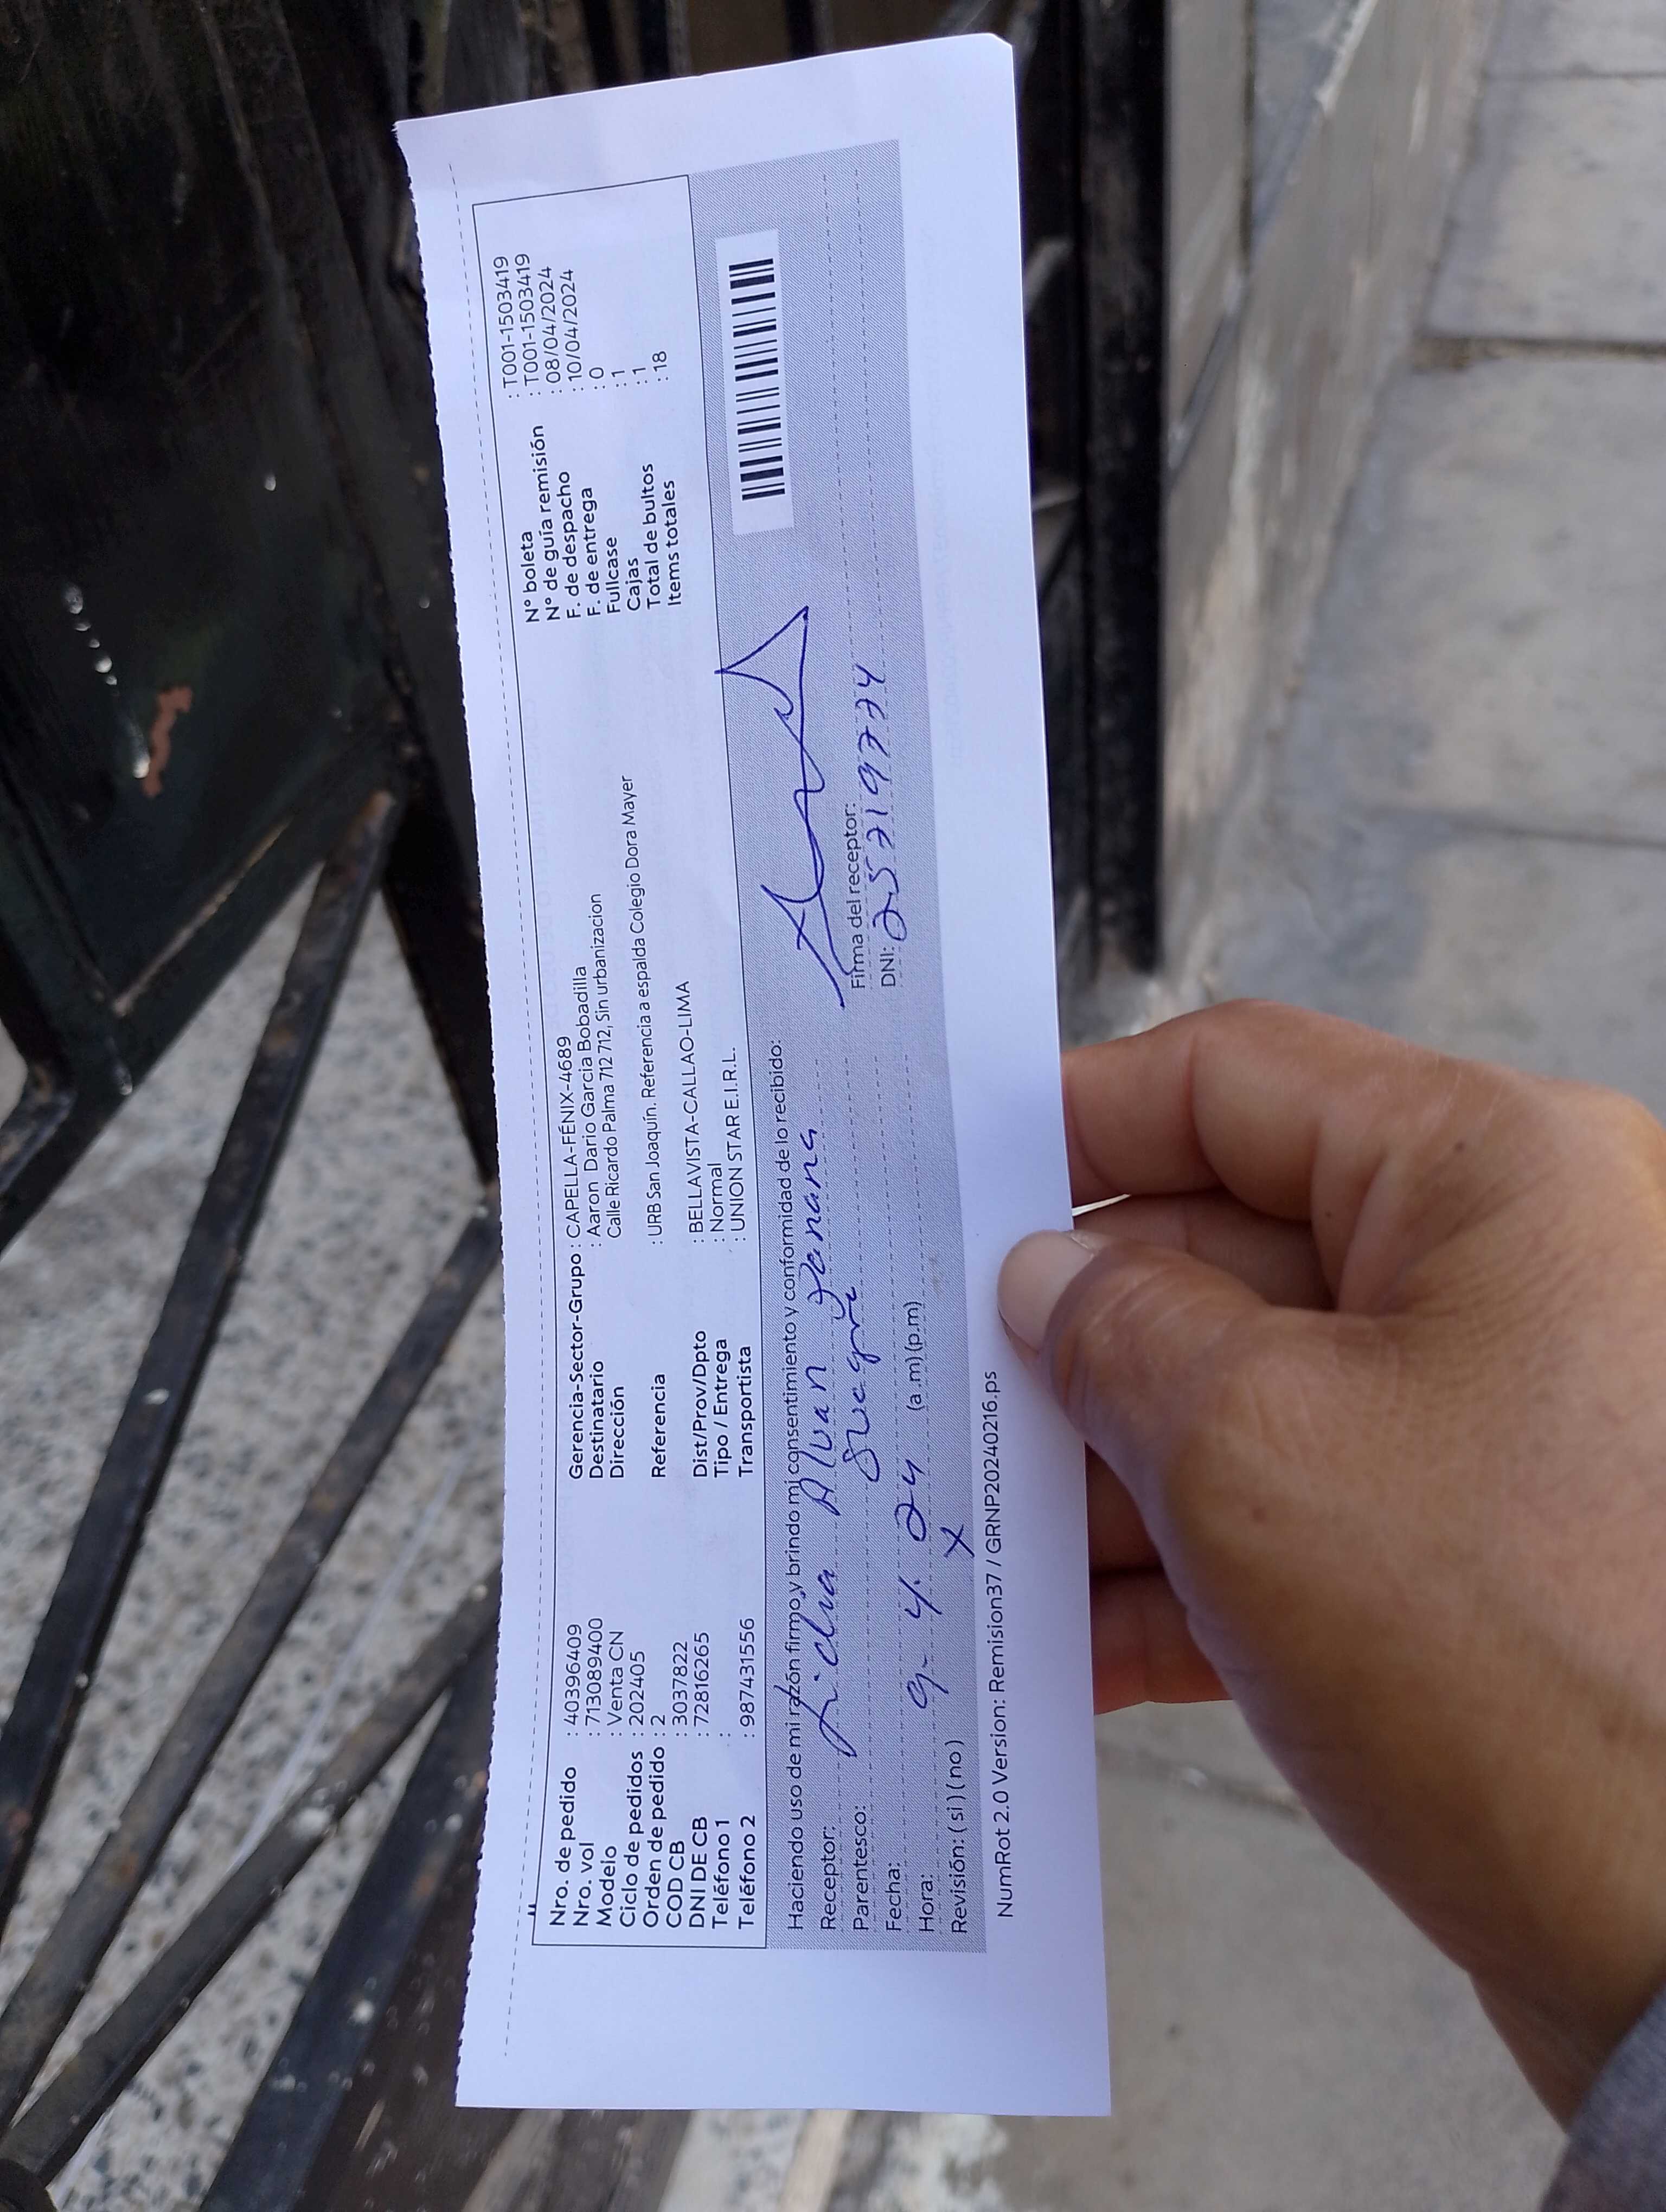 Nro. de pedido : 40396409
Nro. vol : 713089400
Modelo : Venta CN
Ciclo de pedidos : 202405
Orden de pedido : 2
COD CB : 3037822
DNI DE CB : 72816265
Teléfono 1 :
Teléfono 2 : 987431556
Gerencia-Sector-Grupo : CAPELLA-FÉNIX-4689
Destinatario : Aaron Dario Garcia Bobadilla
Dirección Calle Ricardo Palma 712 712, Sin urbanizacion
Referencia : URB San Joaquín. Referencia a espalda Colegio Dora Mayer
Dist/Prov/Dpto : BELLAVISTA-CALLAO-LIMA
Tipo / Entrega : Normal
Transportista : UNION STAR E.I.R.L.
N° boleta : T001-1503419
N° de guía remisión : T001-1503419
F. de despacho : 08/04/2024
F. de entrega : 10/04/2024
Fullcase : 0
Cajas : 1
Total de bultos : 1
Items totales : 18
Haciendo uso de mi razón firmo y brindo mi consentimiento y conformidad de lo recibido:
Receptor:
Parentesco: Suegra
Fecha: 9-4.24
Hora: (a.m) (p.m)
Revisión: ( si ) ( no ) X
Firma del receptor:
DNI:
NumRot 2.0 Version: Remision37 / GRNP20240216.ps